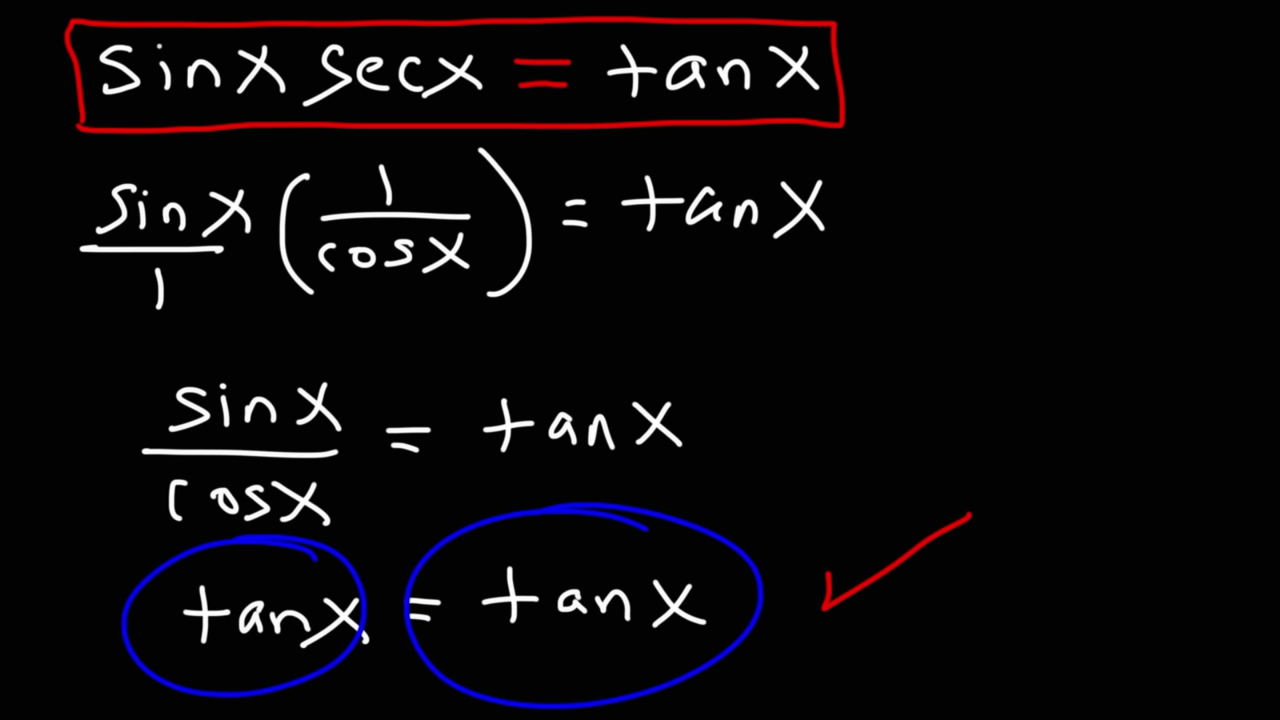 sinx secx = tanx
sinx/1 (1/cosx) = tanx
sinx/cosx = tanx
tanx = tanx